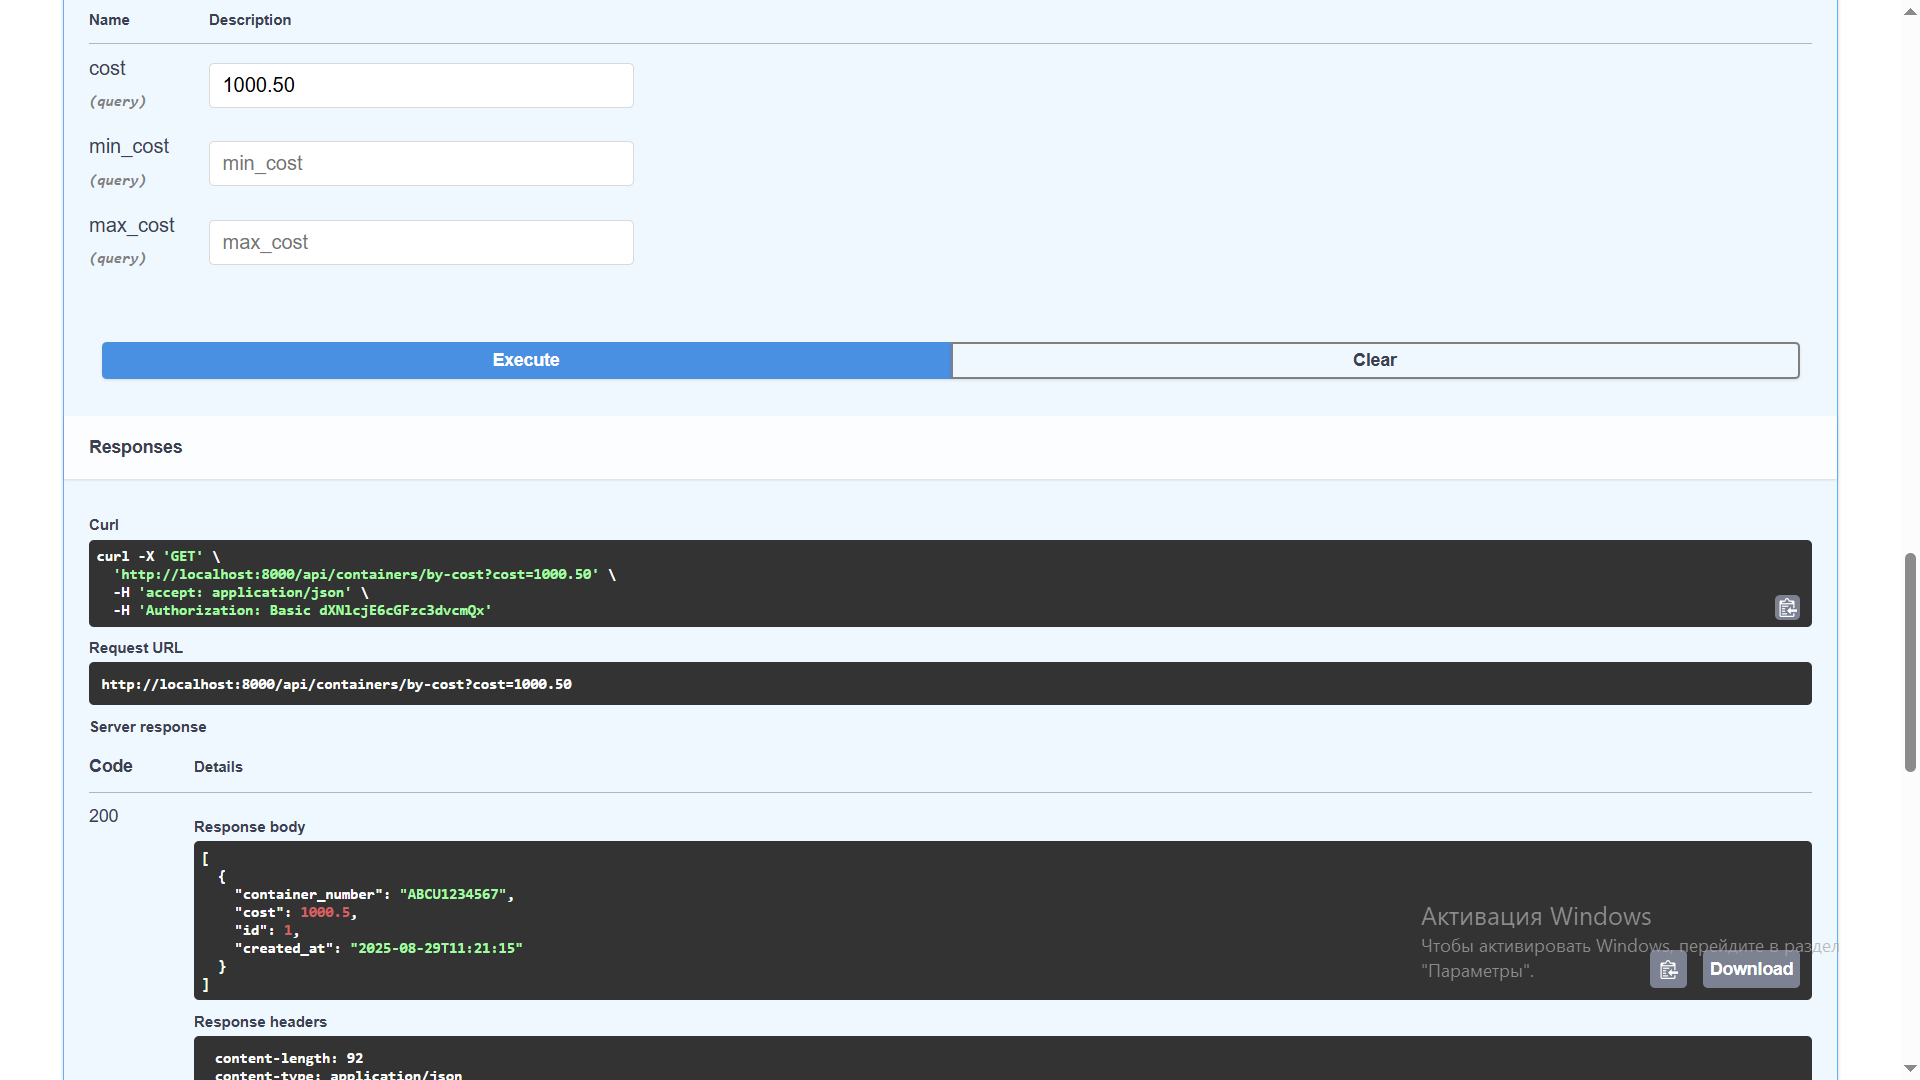 Name Description
cost
(query)
1000.50
min_cost
(query)
min_cost
max_cost
(query)
max_cost
Execute Clear
Responses
Curl
curl -X 'GET' \
'http://localhost:8000/api/containers/by-cost?cost=1000.50' \
-H 'accept: application/json' \
-H 'Authorization: Basic dXNlcjE6cGFzc3dvcmQx'
Request URL
http://localhost:8000/api/containers/by-cost?cost=1000.50
Server response
Code Details
200
Response body
[
{
"container_number": "ABCU1234567",
"cost": 1000.5,
"id": 1,
"created_at": "2025-08-29T11:21:15"
}
]
Активация Windows
Чтобы активировать Windows, перейдите в раздел
"Параметры".
Download
Response headers
content-length: 92
content-type: application/json